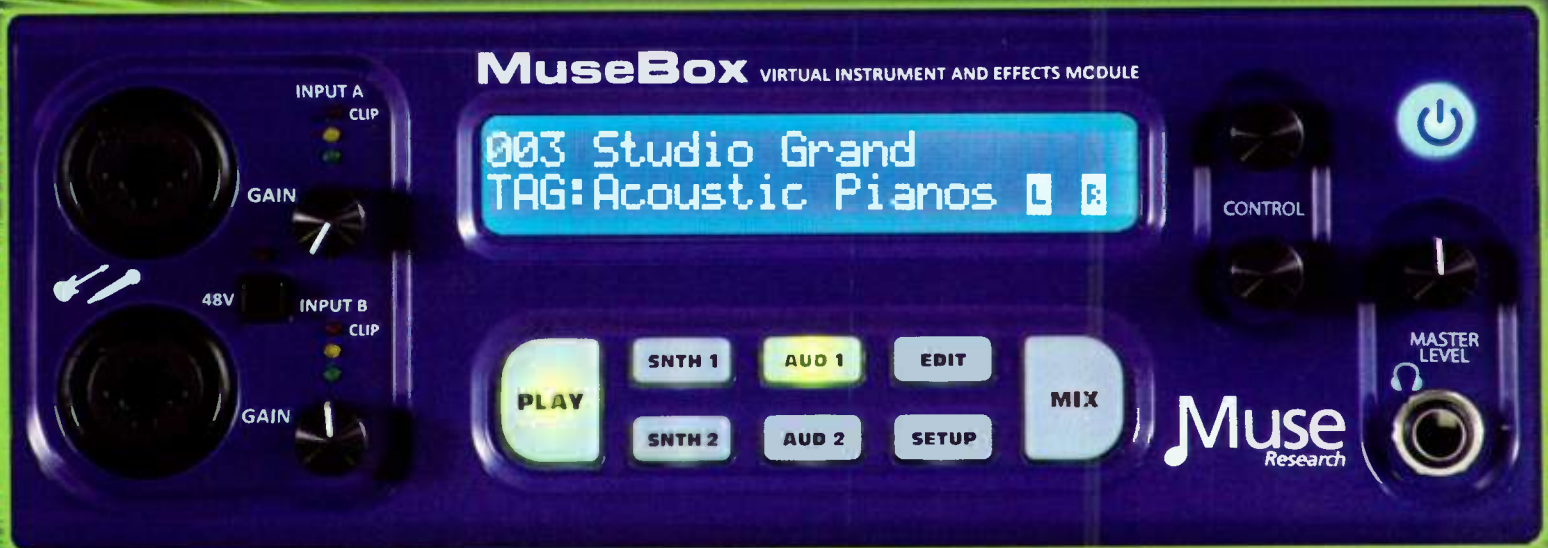 MuseBox VIRTUAL INSTRUMENT AND EFFECTS MODULE
INPUT A
CLIP
GAIN
48V
INPUT B
CLIP
GAIN
003 Studio Grand
TAG:Acoustic Pianos L R
PLAY
SNTH 1
AUD 1
EDIT
SNTH 2
AUD 2
SETUP
MIX
CONTROL
MASTER
LEVEL
Muse
Research